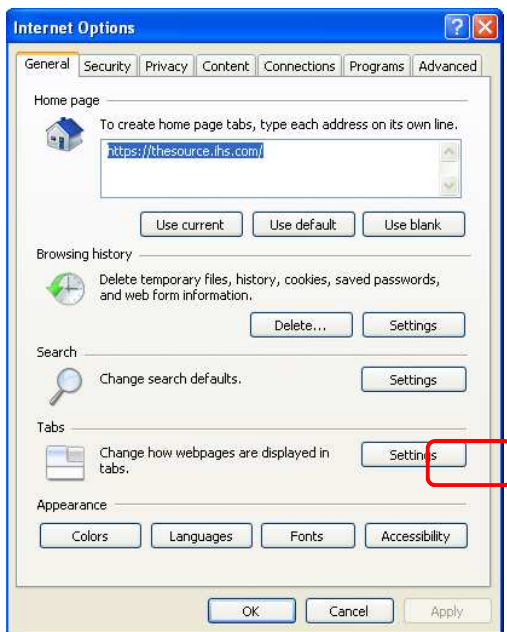 Internet Options
General Security Privacy Content Connections Programs Advanced
Home page
To create home page tabs, type each address on its own line.
https://thesource.ihs.com/
Use current Use default Use blank
Browsing history
Delete temporary files, history, cookies, saved passwords,
and web form information.
Delete... Settings
Search
Change search defaults.
Settings
Tabs
Change how webpages are displayed in
tabs.
Settings
Appearance
Colors Languages Fonts Accessibility
OK Cancel Apply